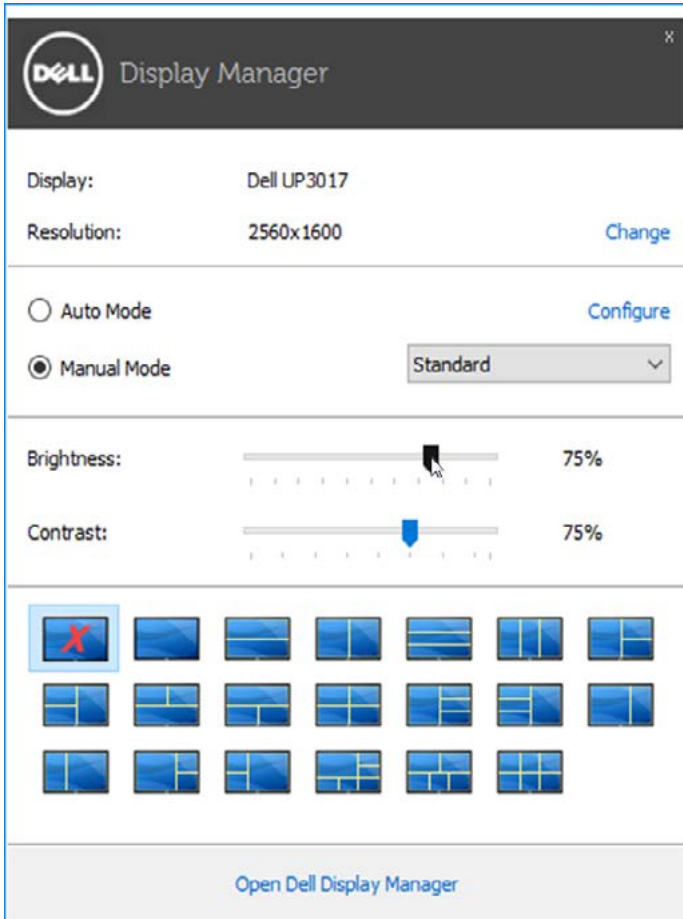 X
DELL Display Manager
Display: Dell UP3017
Resolution: 2560x1600 Change
Auto Mode Configure
Manual Mode Standard
Brightness: 75%
Contrast: 75%
Open Dell Display Manager